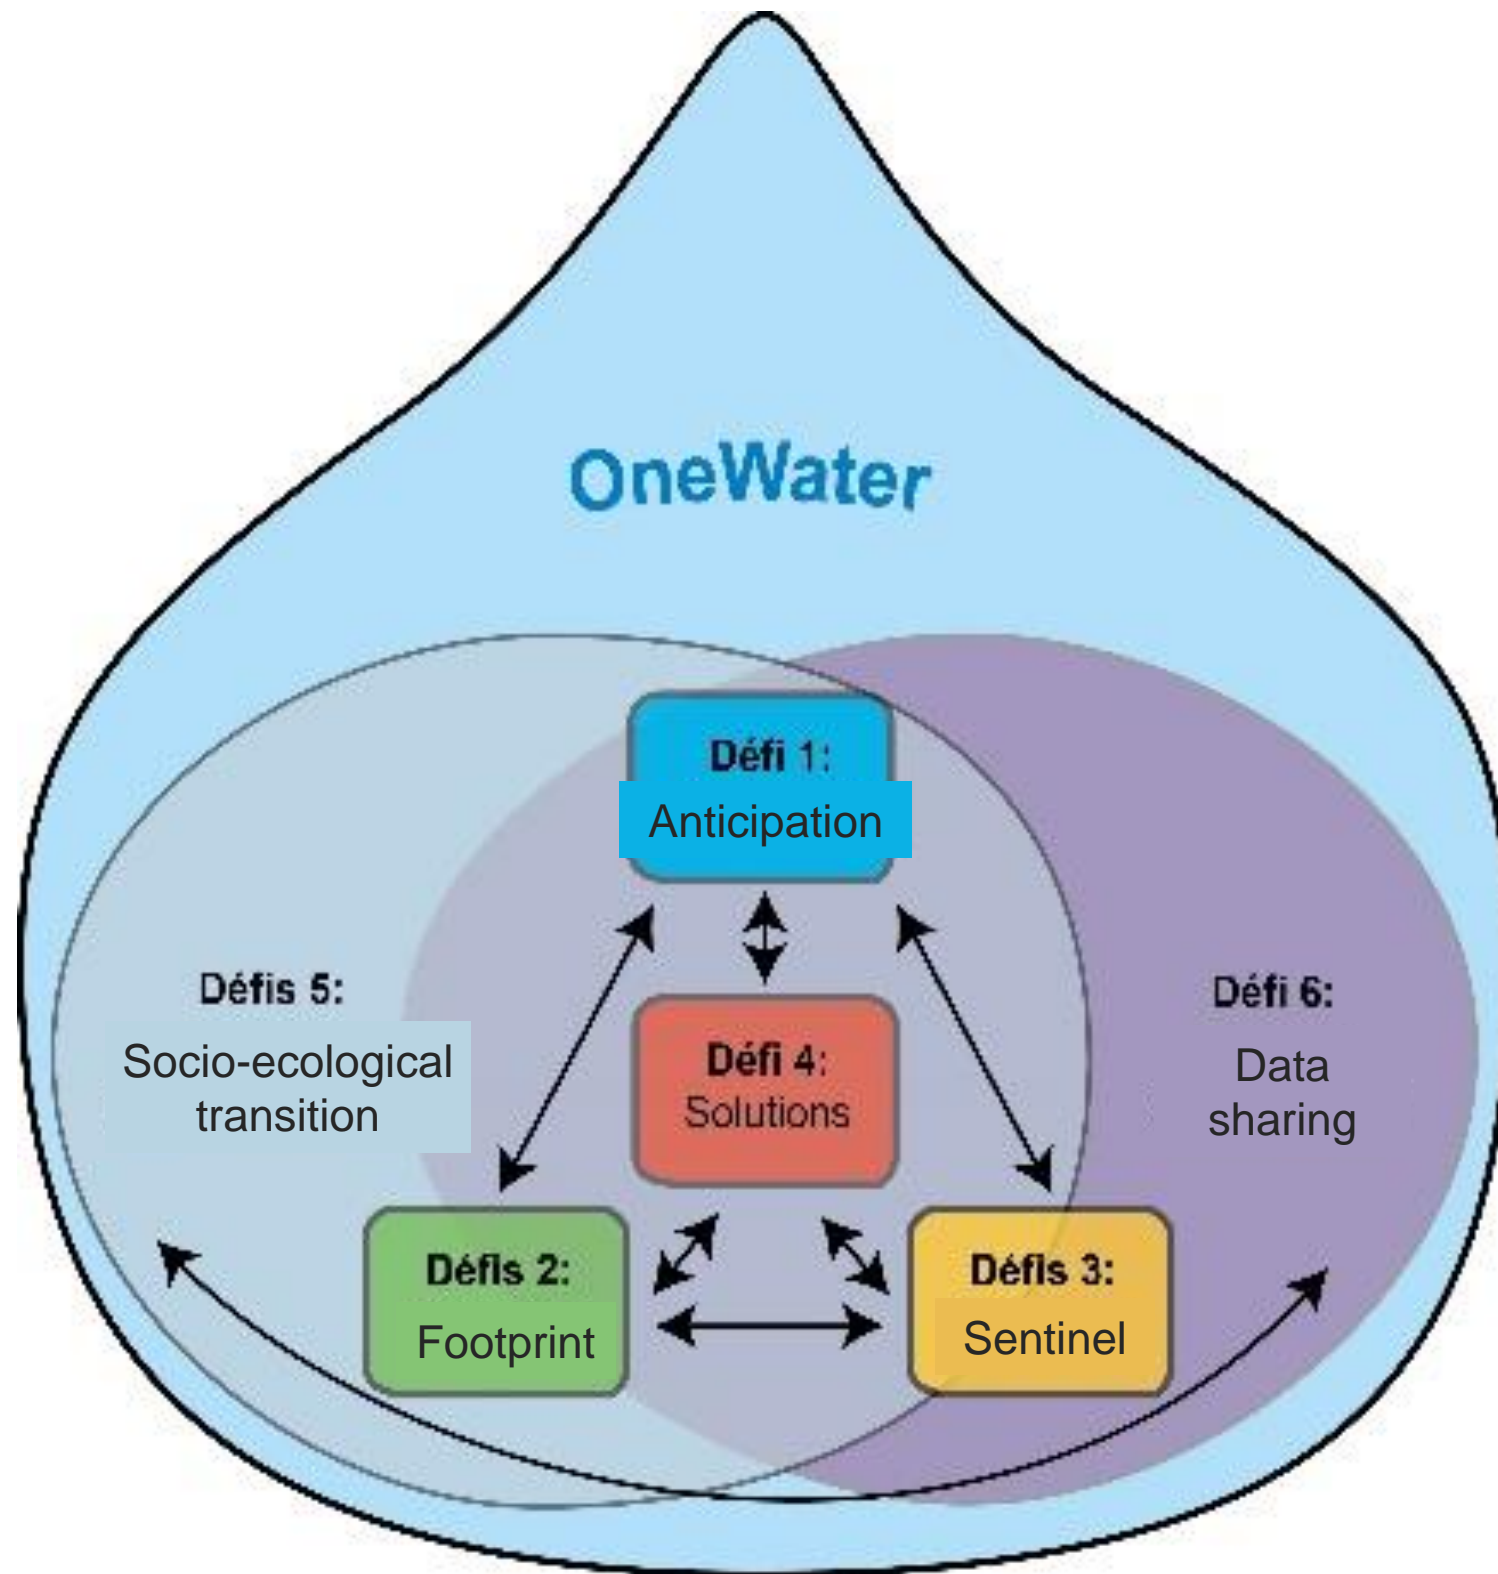 OneWater
Défi 1:
Anticipation
Défis 5:
Socio-ecological
transition
Défi 4:
Solutions
Défi 6:
Data
sharing
Défis 2:
Footprint
Défis 3:
Sentinel